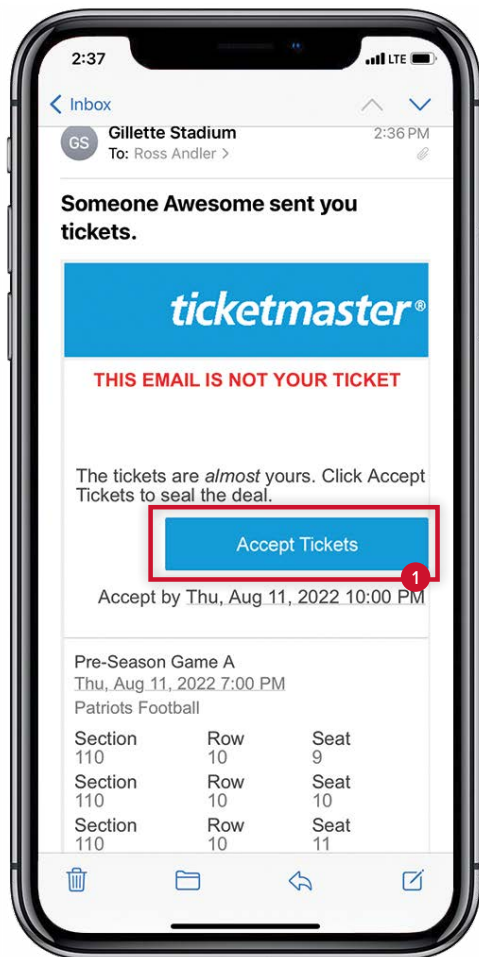 2:37 LTE
Inbox
GS Gillette Stadium 2:36 PM
To: Ross Andler >
Someone Awesome sent you
tickets.
ticketmaster®
THIS EMAIL IS NOT YOUR TICKET
The tickets are almost yours. Click Accept
Tickets to seal the deal.
Accept Tickets
1
Accept by Thu, Aug 11, 2022 10:00 PM
Pre-Season Game A
Thu, Aug 11, 2022 7:00 PM
Patriots Football
Section Row Seat
110 10 9
Section Row Seat
110 10 10
Section Row Seat
110 10 11